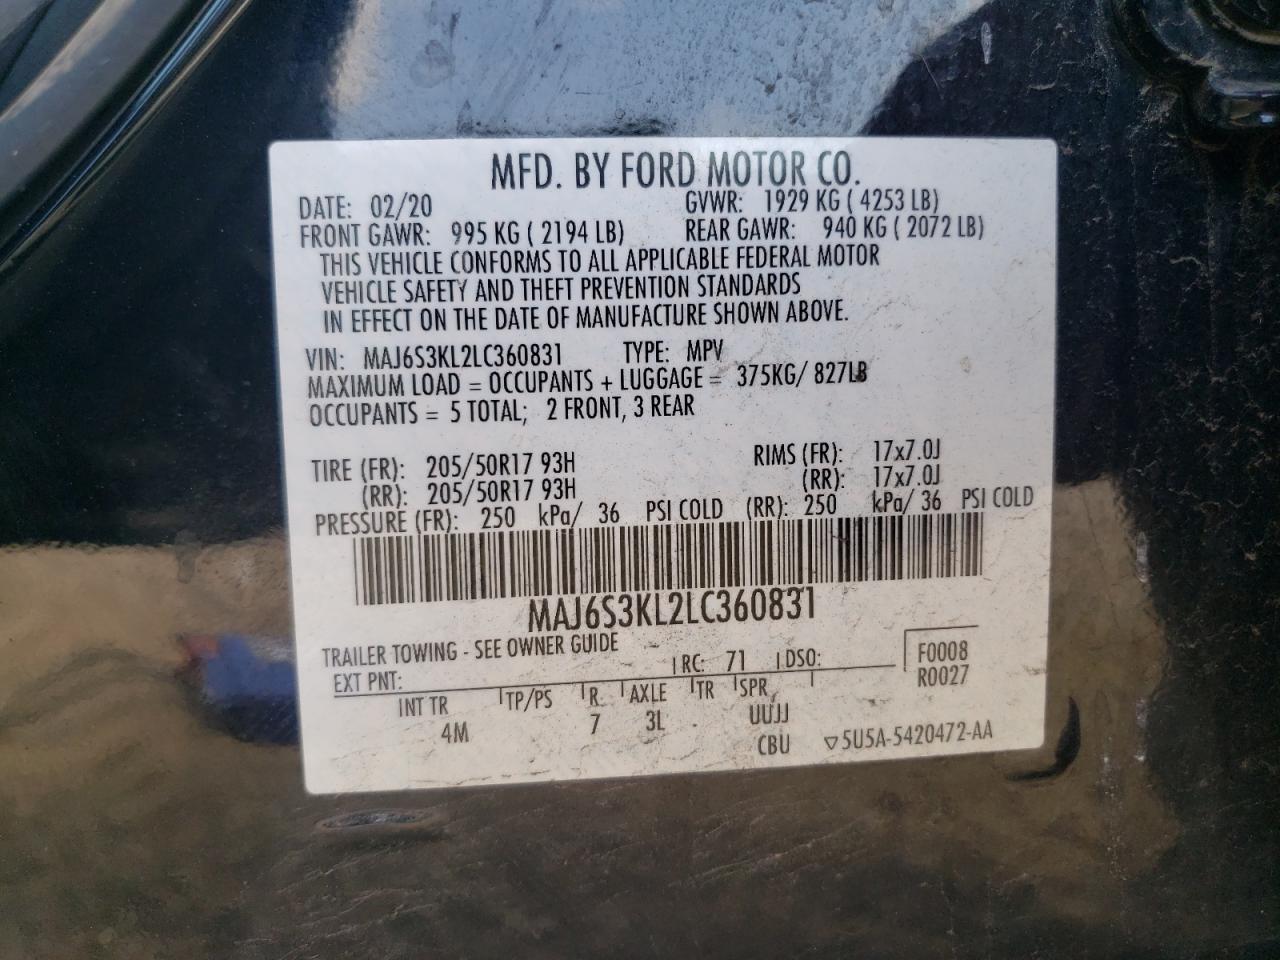 MFD. BY FORD MOTOR CO.
DATE: 02/20 GVWR: 1929 KG ( 4253 LB)
FRONT GAWR: 995 KG ( 2194 LB) REAR GAWR: 940 KG ( 2072 LB)
THIS VEHICLE CONFORMS TO ALL APPLICABLE FEDERAL MOTOR
VEHICLE SAFETY AND THEFT PREVENTION STANDARDS
IN EFFECT ON THE DATE OF MANUFACTURE SHOWN ABOVE.
VIN: MAJ6S3KL2LC360831 TYPE: MPV
MAXIMUM LOAD = OCCUPANTS + LUGGAGE = 375KG/ 827LB
OCCUPANTS = 5 TOTAL; 2 FRONT, 3 REAR
TIRE (FR): 205/50R17 93H RIMS (FR): 17x7.0J
(RR): 205/50R17 93H (RR): 17x7.0J
PRESSURE (FR): 250 kPa/ 36 PSI COLD (RR): 250 kPa/ 36 PSI COLD
MAJ6S3KL2LC360831
TRAILER TOWING - SEE OWNER GUIDE
EXT PNT: RC: 71 DSO: F0008
R0027
INT TR TP/PS R AXLE TR SPR
4M 7 3L UUJJ
CBU ▽5U5A-5420472-AA